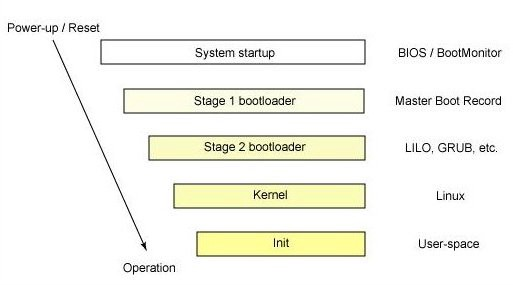 Power-up / Reset
System startup
BIOS / BootMonitor
Stage 1 bootloader
Master Boot Record
Stage 2 bootloader
LILO, GRUB, etc.
Kernel
Linux
Init
User-space
Operation